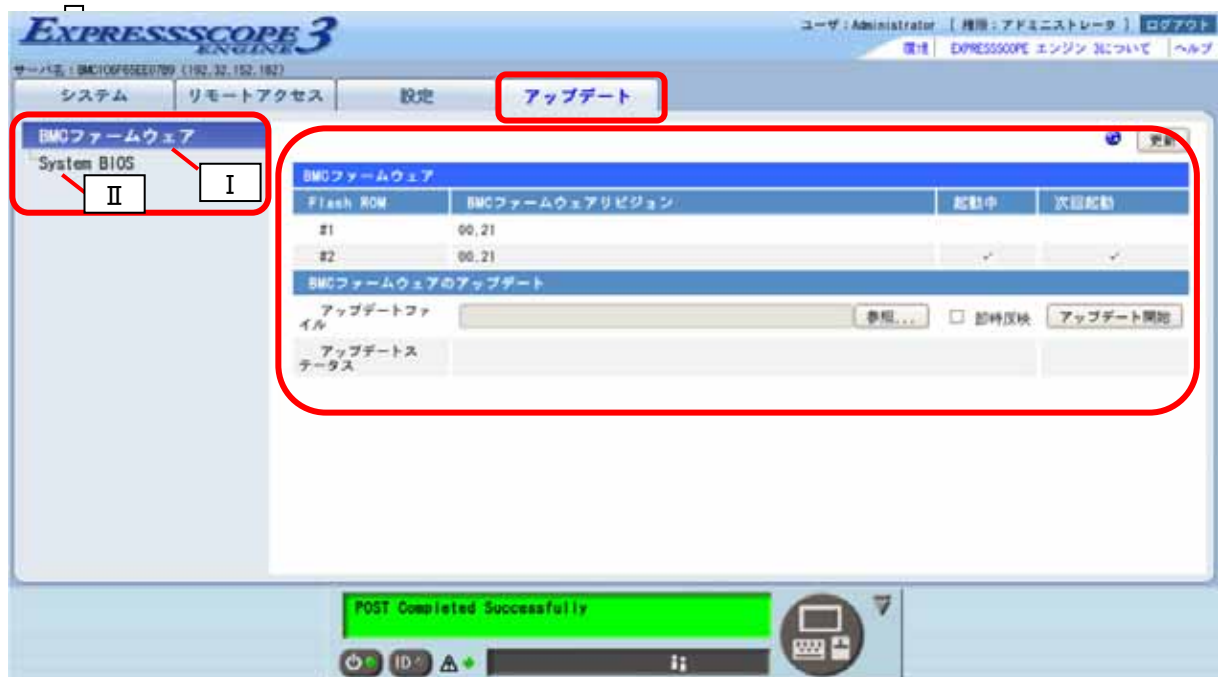 EXPRESSSCOPE
ENGINE 3
ユーザ : Administrator [ 権限 : アドミニストレータ ] ログアウト
環境 EXPRESSSCOPE エンジン 3について ヘルプ
システム リモートアクセス 設定 アップデート
BMCファームウェア
System BIOS
I
II
更新
BMCファームウェア
Flash ROM BMCファームウェアリビジョン 起動中 次回起動
#1 00.21
#2 00.21 ✓ ✓
BMCファームウェアのアップデート
アップデートファ
イル 参照... 即時反映 アップデート開始
アップデートス
テータス
POST Completed Successfully
ID